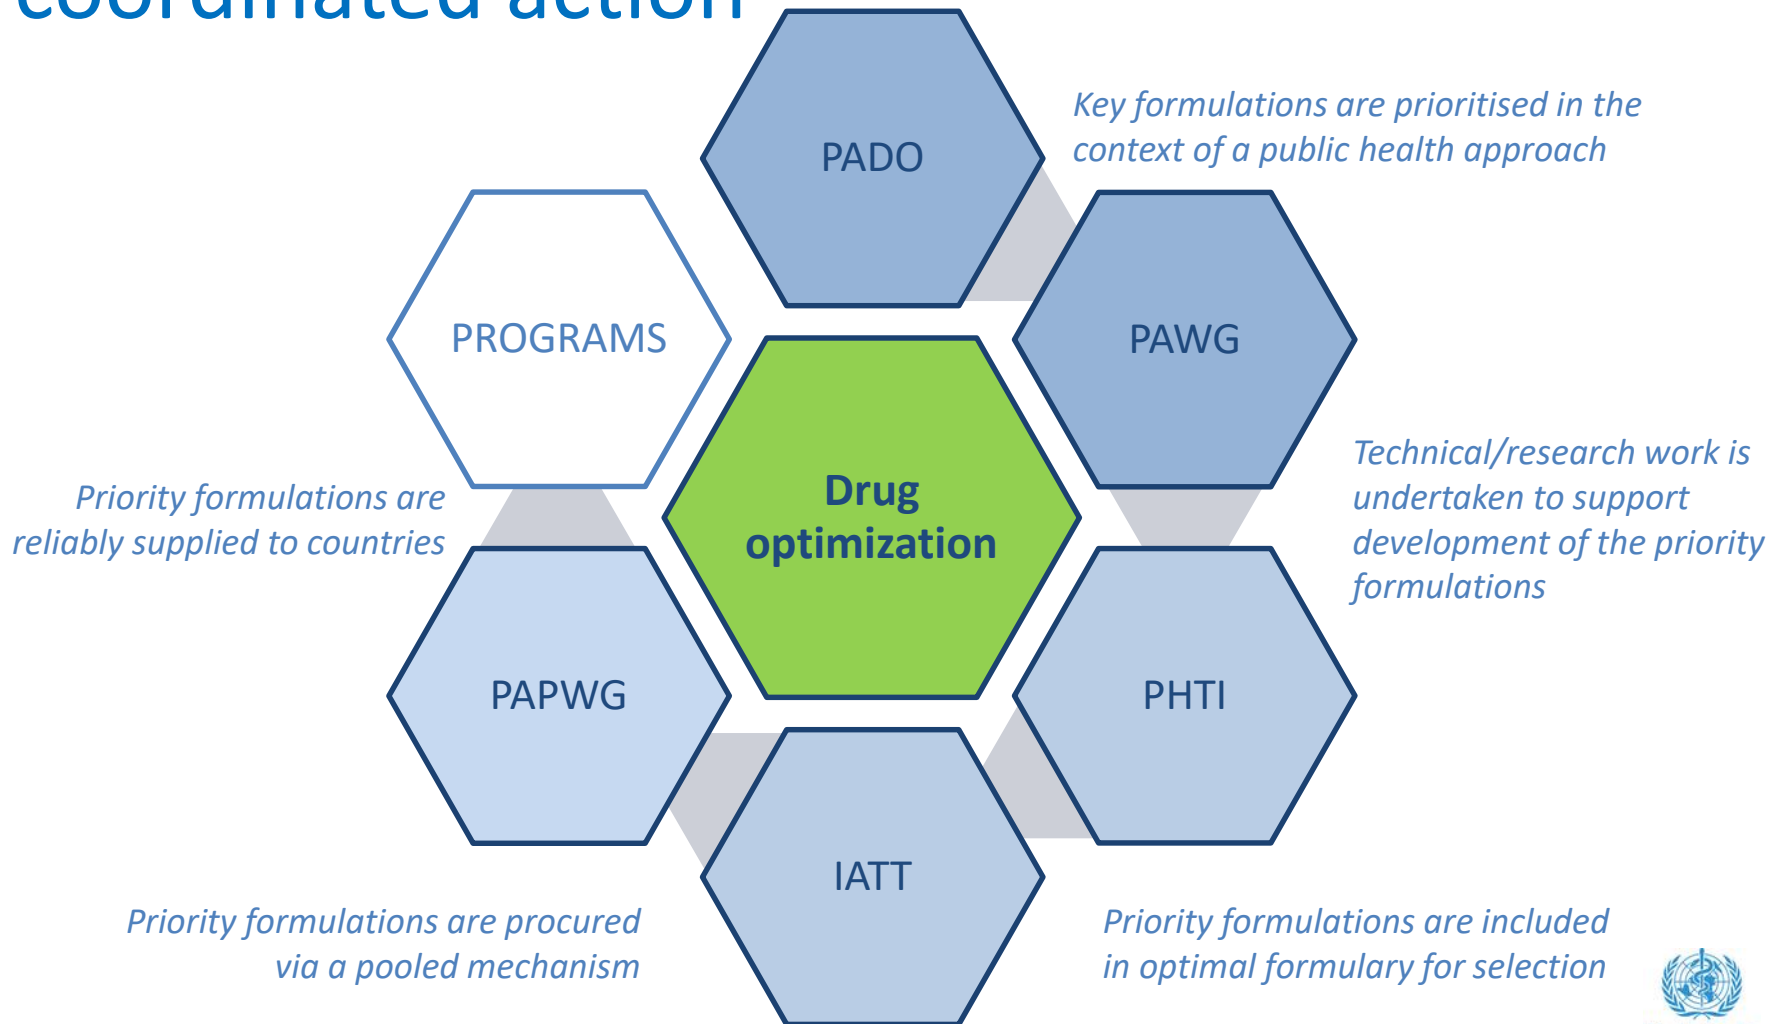 coordinated action
PADO
Key formulations are prioritised in the
context of a public health approach
PROGRAMS
PAWG
Drug
optimization
Technical/research work is
undertaken to support
development of the priority
formulations
Priority formulations are
reliably supplied to countries
PAPWG
PHTI
IATT
Priority formulations are procured
via a pooled mechanism
Priority formulations are included
in optimal formulary for selection